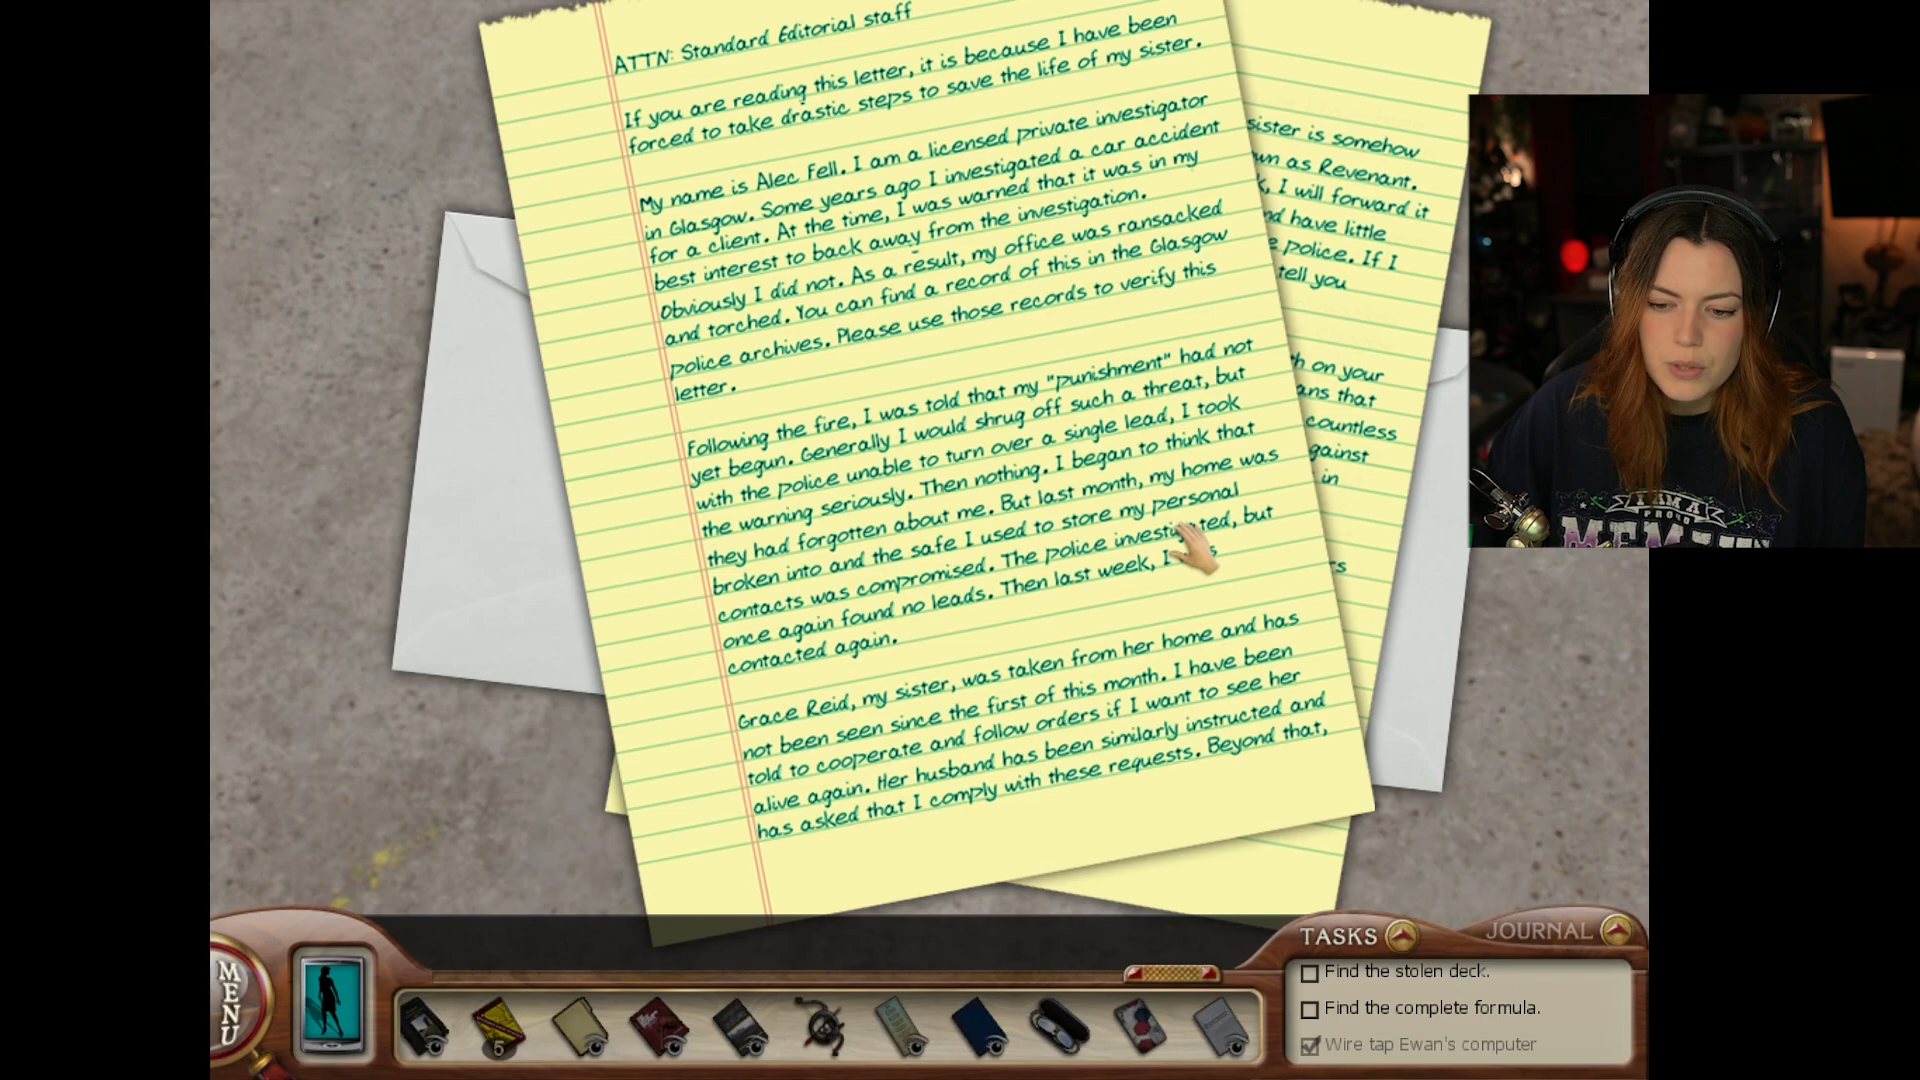 ATTN: Standard Editorial staff
If you are reading this letter, it is because I have been
forced to take drastic steps to save the life of my sister.
My name is Alec Fell. I am a licensed private investigator
in Glasgow. Some years ago I investigated a car accident
for a client. At the time, I was warned that it was in my
best interest to back away from the investigation.
Obviously I did not. As a result, my office was ransacked
and torched. You can find a record of this in the Glasgow
police archives. Please use those records to verify this
letter.
Following the fire, I was told that my "punishment" had not
yet begun. Generally I would shrug off such a threat, but
with the police unable to turn over a single lead, I took
the warning seriously. Then nothing. I began to think that
they had forgotten about me. But last month, my home was
broken into and the safe I used to store my personal
contacts was compromised. The police investigated, but
once again found no leads. Then last week, I
contacted again.
Grace Reid, my sister, was taken from her home and has
not been seen since the first of this month. I have been
told to cooperate and follow orders if I want to see her
alive again. Her husband has been similarly instructed and
has asked that I comply with these requests. Beyond that,
sister is somehow
as Revenant.
, I will forward it
have little
police. If I
tell you
on your
that
countless
in
I AM A
PROUD
MENU
5
TASKS
JOURNAL
Find the stolen deck.
Find the complete formula.
Wire tap Ewan's computer